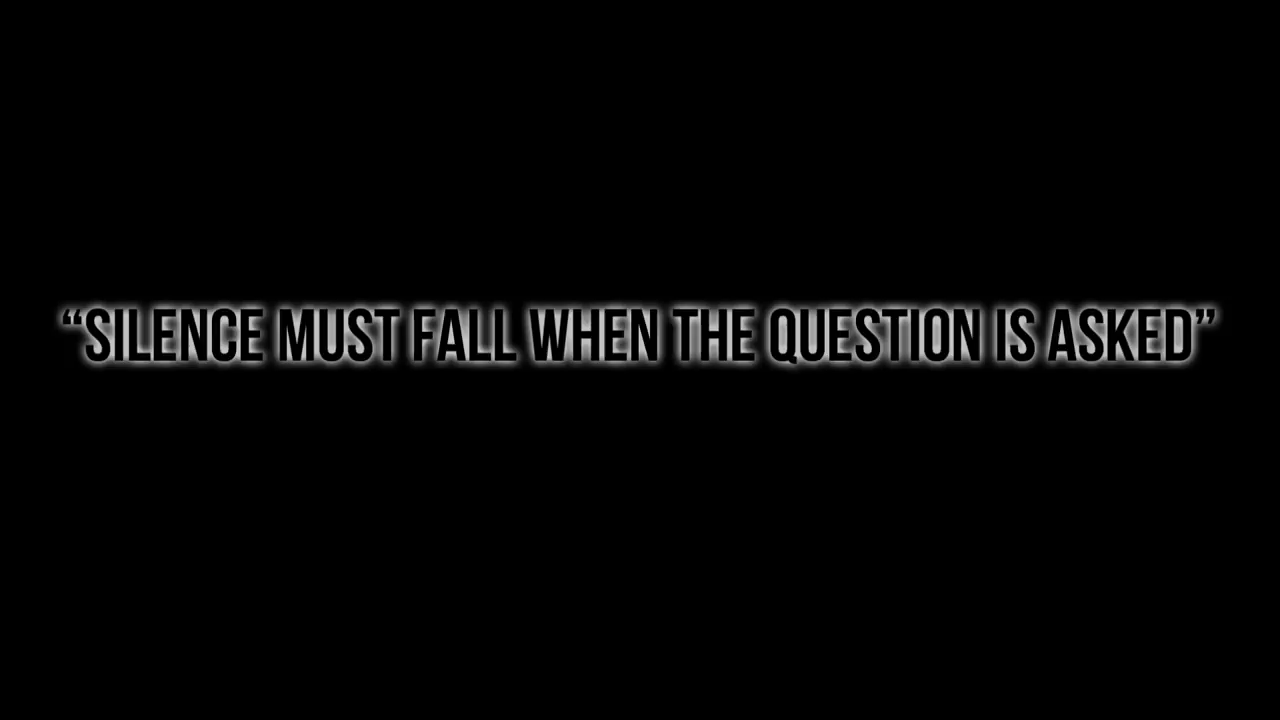 “SILENCE MUST FALL WHEN THE QUESTION IS ASKED”